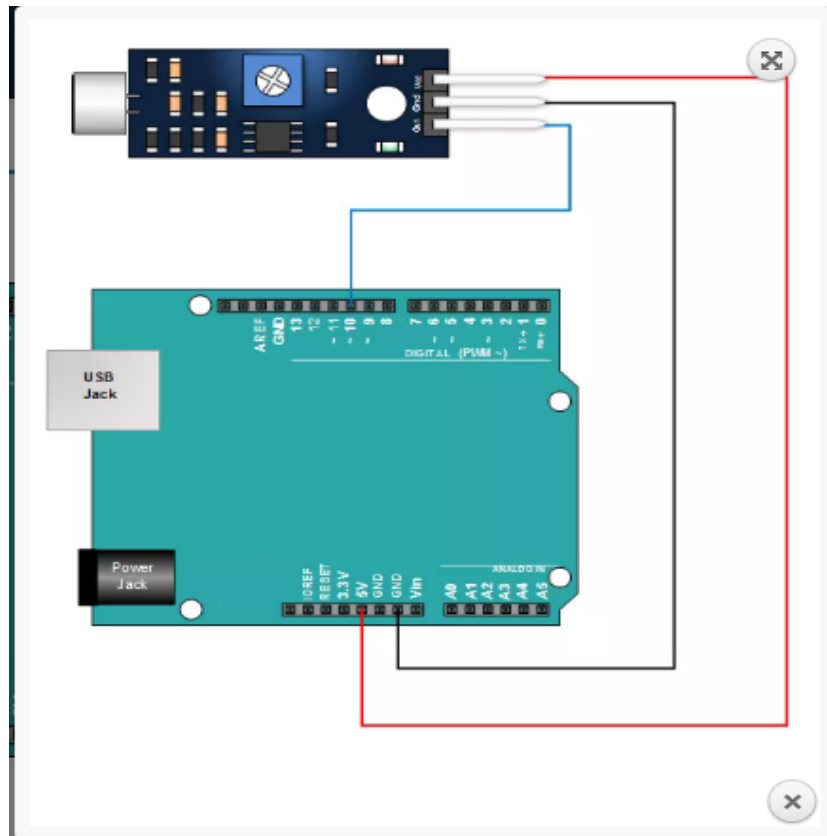 Vcc
Gnd
Out
AREF
GND
13
12
~ 11
~ 10
~ 9
8
7
~ 6
~ 5
4
~ 3
2
1
0
DIGITAL (PWM ~)
USB
Jack
Power
Jack
ANALOG IN
IOREF
RESET
3.3V
5V
GND
GND
Vin
A0
A1
A2
A3
A4
A5